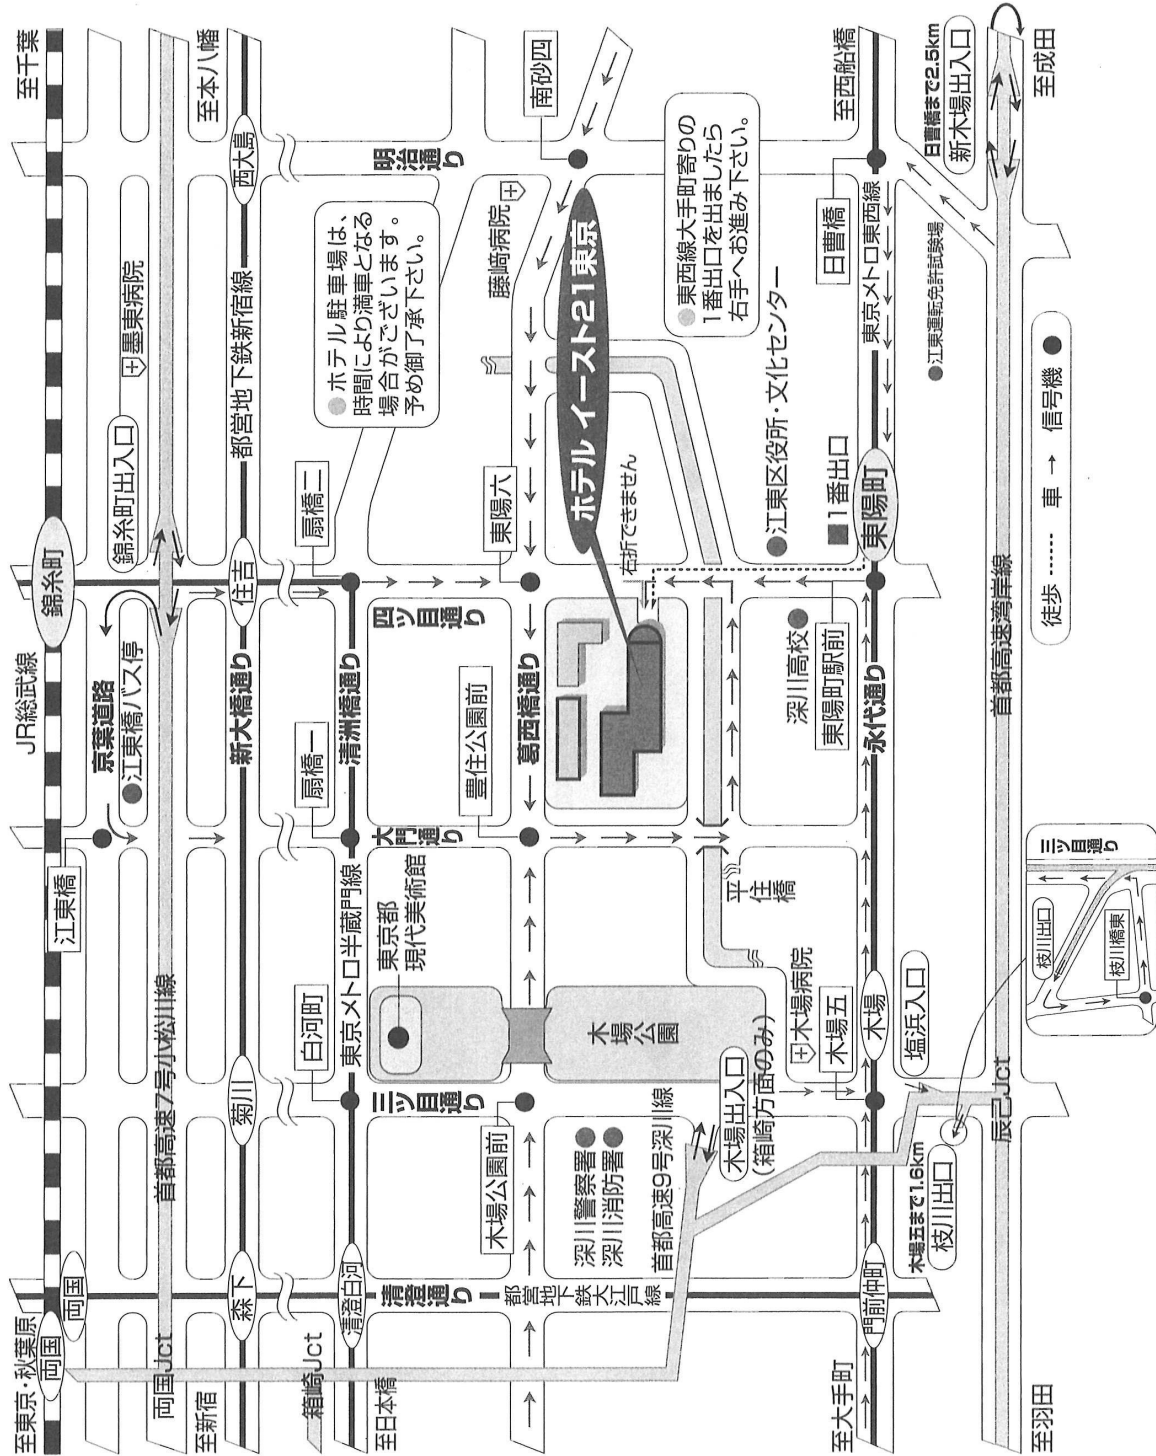 至東京・秋葉原
両国
両国
JR総武線
錦糸町
至千葉
江東橋
京葉道路
江東橋バス停
錦糸町出入口
墨東病院
両国Jct
首都高速7号小松川線
至新宿
森下
菊川
新大橋通り
住吉
都営地下鉄新宿線
西大島
至本八幡
箱崎Jct
白河町
扇橋一
扇橋二
至日本橋
清澄白河
東京メトロ半蔵門線
清洲橋通り
清澄通り
三ツ目通り
大門通り
四ツ目通り
明治通り
東京都
現代美術館
●ホテル駐車場は、
時間により満車となる
場合がございます。
予め御了承下さい。
都営地下鉄大江戸線
木場公園前
豊住公園前
葛西橋通り
東陽六
藤崎病院
南砂四
深川警察署
深川消防署
木場公園
ホテル イースト21東京
右折できません
首都高速9号深川線
木場出入口
(箱崎方面のみ)
平住橋
●東西線大手町寄りの
1番出口を出ましたら
右手へお進み下さい。
木場病院
木場五
深川高校
東陽町駅前
江東区役所・文化センター
1番出口
日曹橋
至大手町
門前仲町
木場
永代通り
東陽町
東京メトロ東西線
至西船橋
木場五まで1.6km
枝川出口
塩浜入口
江東運転免許試験場
日曹橋まで2.5km
新木場出入口
至羽田
辰己Jct
首都高速湾岸線
至成田
枝川出口
三ツ目通り
枝川橋東
徒歩 ------ 車 → 信号機 ●